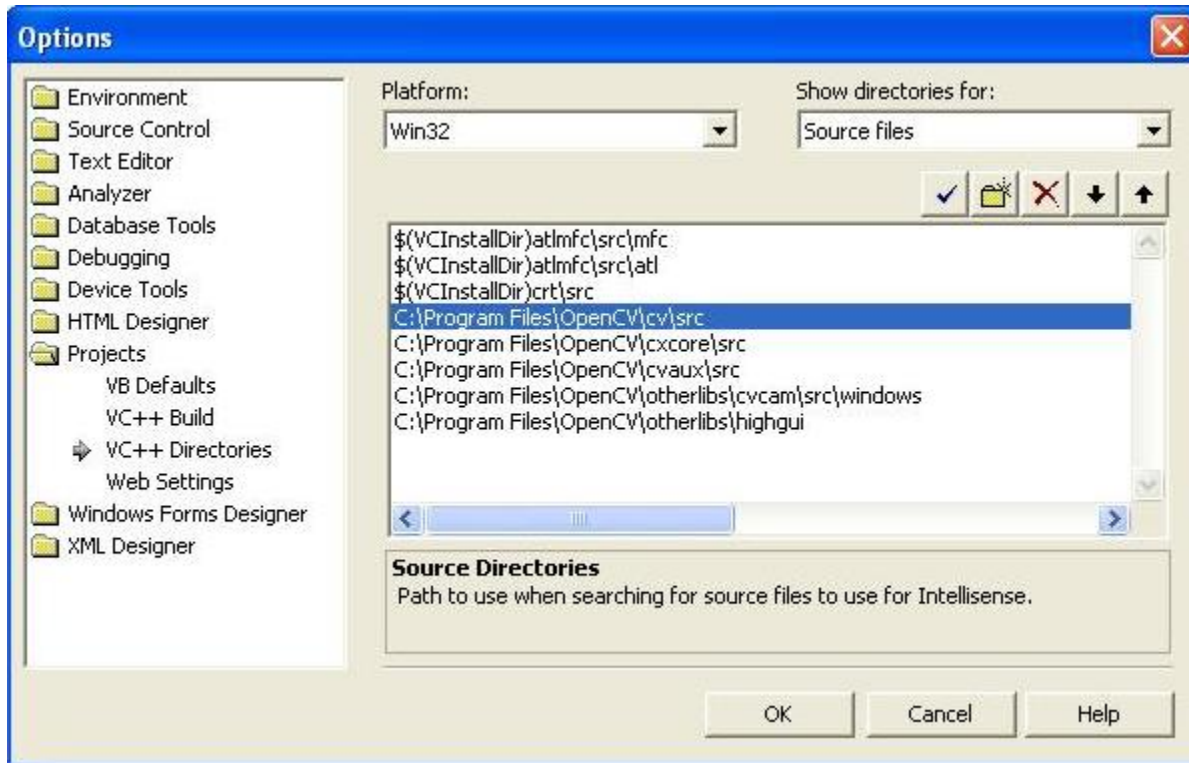 Options
Environment
Source Control
Text Editor
Analyzer
Database Tools
Debugging
Device Tools
HTML Designer
Projects
VB Defaults
VC++ Build
VC++ Directories
Web Settings
Windows Forms Designer
XML Designer
Platform:
Win32
Show directories for:
Source files
$(VCInstallDir)atlmfc\src\mfc
$(VCInstallDir)atlmfc\src\atl
$(VCInstallDir)crt\src
C:\Program Files\OpenCV\cv\src
C:\Program Files\OpenCV\cxcore\src
C:\Program Files\OpenCV\cvaux\src
C:\Program Files\OpenCV\otherlibs\cvcam\src\windows
C:\Program Files\OpenCV\otherlibs\highgui
Source Directories
Path to use when searching for source files to use for Intellisense.
OK
Cancel
Help